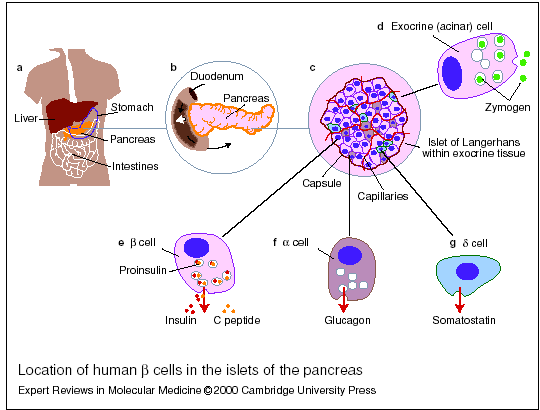 d Exocrine (acinar) cell
a
b
c
Duodenum
Stomach
Pancreas
Liver
Zymogen
Pancreas
Islet of Langerhans
within exocrine tissue
Intestines
Capsule
Capillaries
e β cell
f α cell
g δ cell
Proinsulin
Insulin
C peptide
Glucagon
Somatostatin
Location of human β cells in the islets of the pancreas
Expert Reviews in Molecular Medicine ©2000 Cambridge University Press